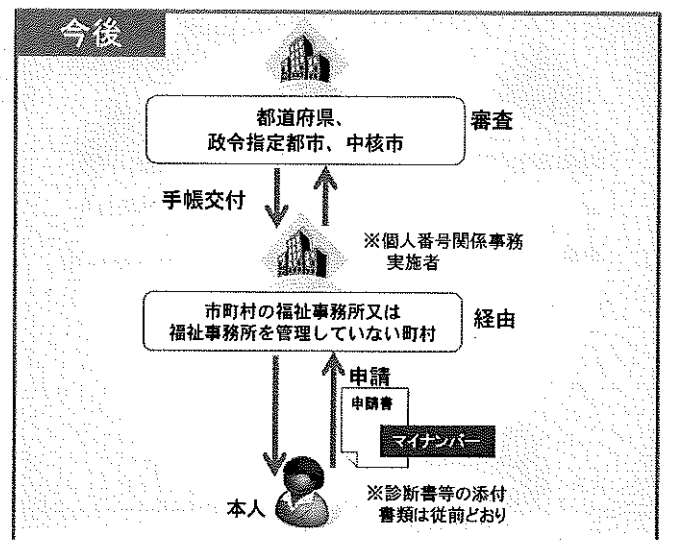 今後
都道府県、
政令指定都市、中核市
審査
手帳交付
※個人番号関係事務
実施者
市町村の福祉事務所又は
福祉事務所を管理していない町村
経由
申請
申請書
マイナンバー
本人
※診断書等の添付
書類は従前どおり